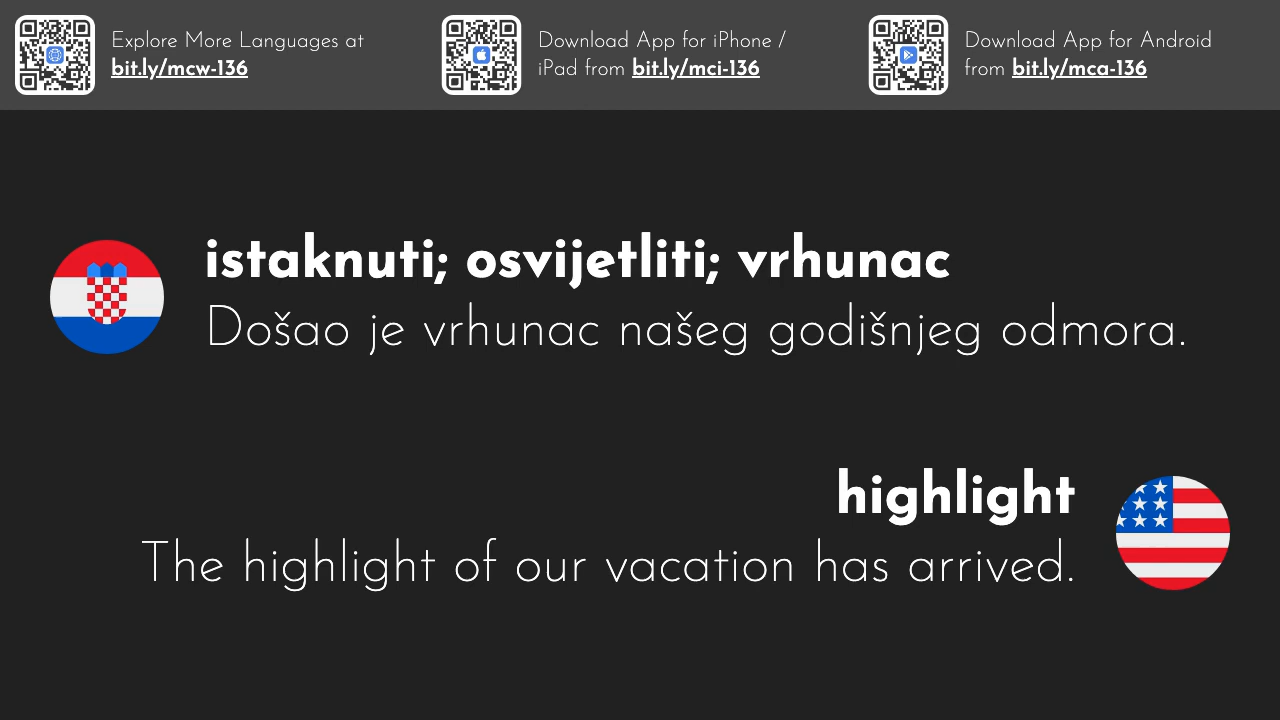 Explore More Languages at
bit.ly/mcw-136
Download App for iPhone /
iPad from bit.ly/mci-136
Download App for Android
from bit.ly/mca-136
istaknuti; osvijetliti; vrhunac
Došao je vrhunac našeg godišnjeg odmora.
highlight
The highlight of our vacation has arrived.